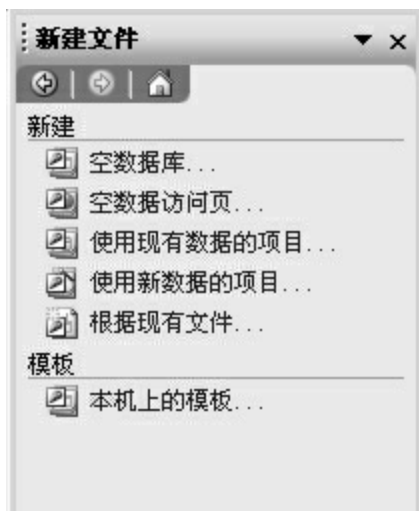 新建文件
新建
空数据库...
空数据访问页...
使用现有数据的项目...
使用新数据的项目...
根据现有文件...
模板
本机上的模板...